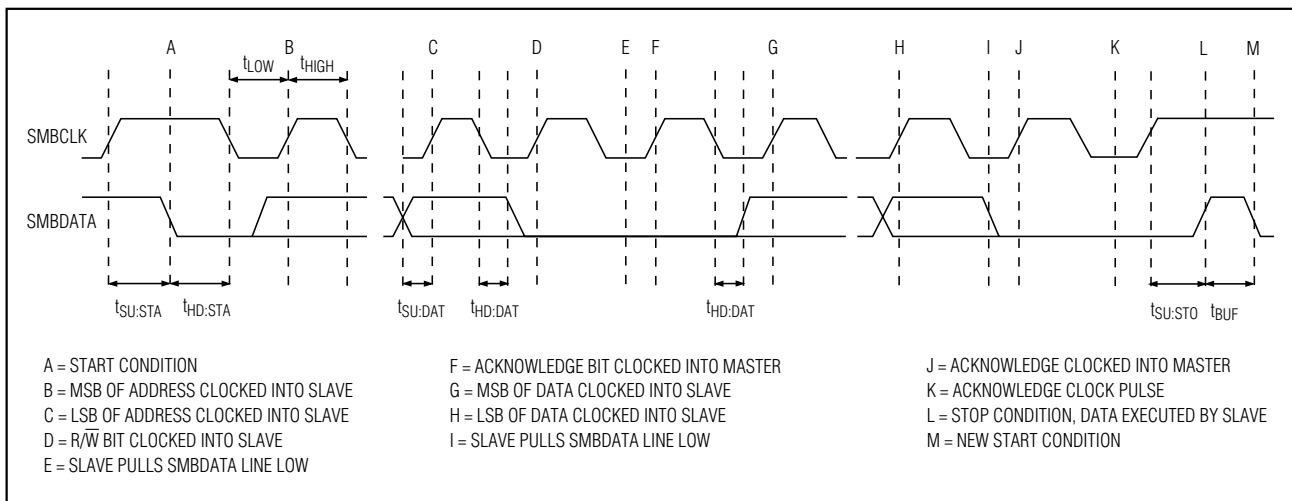 A B C D E F G H I J K L M
tLOW tHIGH
SMBCLK
SMBDATA
tSU:STA tHD:STA tSU:DAT tHD:DAT tHD:DAT tSU:STO tBUF
A = START CONDITION
B = MSB OF ADDRESS CLOCKED INTO SLAVE
C = LSB OF ADDRESS CLOCKED INTO SLAVE
D = R/W̅ BIT CLOCKED INTO SLAVE
E = SLAVE PULLS SMBDATA LINE LOW
F = ACKNOWLEDGE BIT CLOCKED INTO MASTER
G = MSB OF DATA CLOCKED INTO SLAVE
H = LSB OF DATA CLOCKED INTO SLAVE
I = SLAVE PULLS SMBDATA LINE LOW
J = ACKNOWLEDGE CLOCKED INTO MASTER
K = ACKNOWLEDGE CLOCK PULSE
L = STOP CONDITION, DATA EXECUTED BY SLAVE
M = NEW START CONDITION